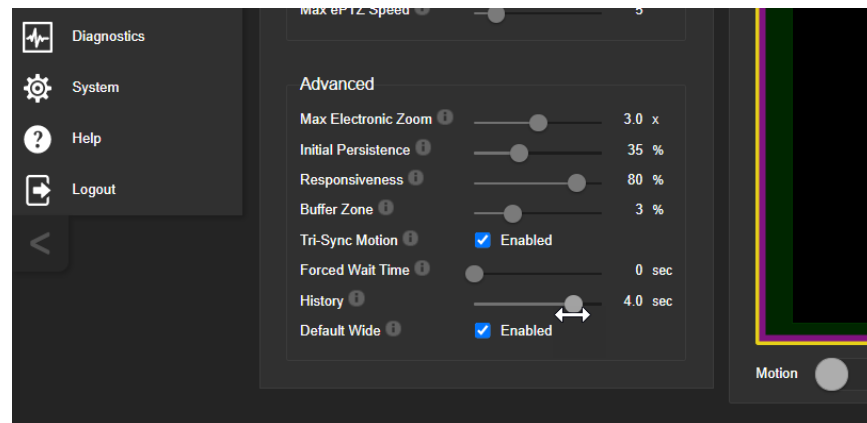 Diagnostics
System
Help
Logout
<
Max ePTZ Speed 5
Advanced
Max Electronic Zoom 3.0 x
Initial Persistence 35 %
Responsiveness 80 %
Buffer Zone 3 %
Tri-Sync Motion Enabled
Forced Wait Time 0 sec
History 4.0 sec
Default Wide Enabled
Motion